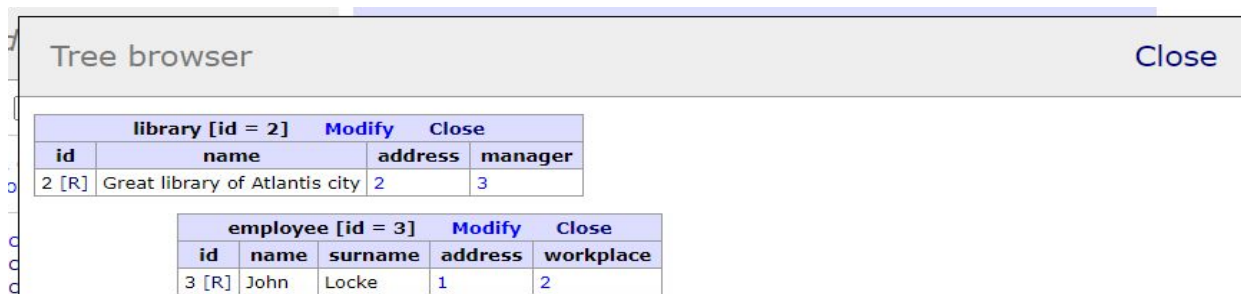 Tree browser Close
library [id = 2] Modify Close
id name address manager
2 [R] Great library of Atlantis city 2 3
employee [id = 3] Modify Close
id name surname address workplace
3 [R] John Locke 1 2